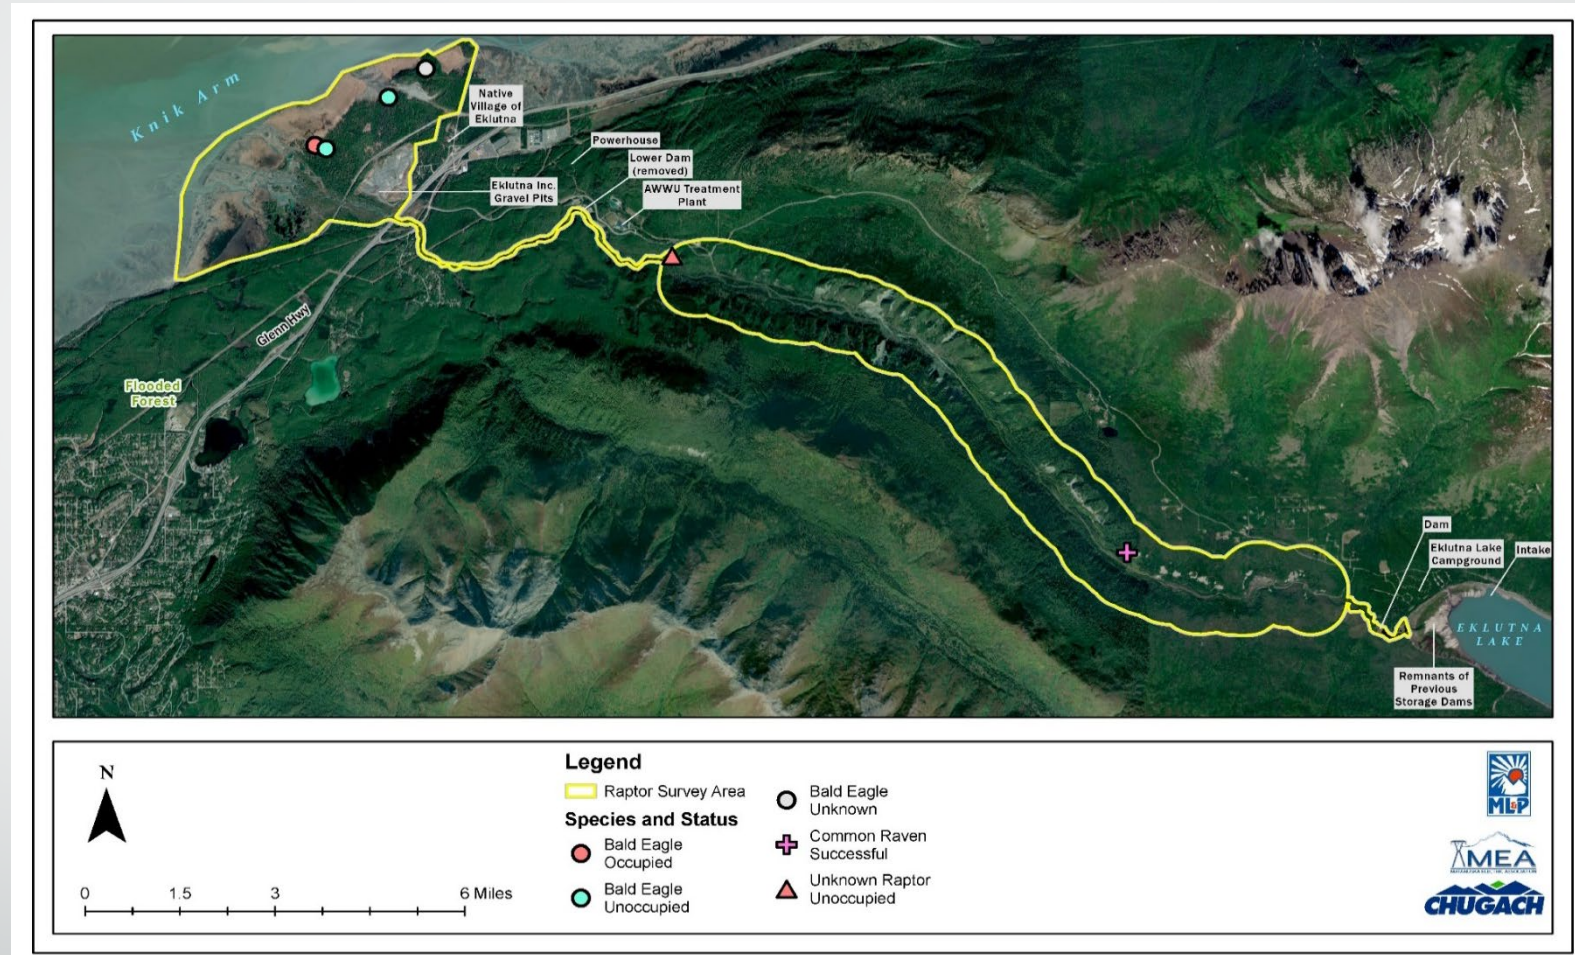 Knik Arm
Native
Village of
Eklutna
Powerhouse
Lower Dam
(removed)
AWWU Treatment
Plant
Eklutna Inc.
Gravel Pits
Glenn Hwy
Flooded
Forest
Dam
Eklutna Lake
Campground
Intake
EKLUTNA
LAKE
Remnants of
Previous
Storage Dams
N
0 1.5 3 6 Miles
Legend
Raptor Survey Area
Species and Status
Bald Eagle
Occupied
Bald Eagle
Unoccupied
Bald Eagle
Unknown
Common Raven
Successful
Unknown Raptor
Unoccupied
ML&P
MEA
CHUGACH